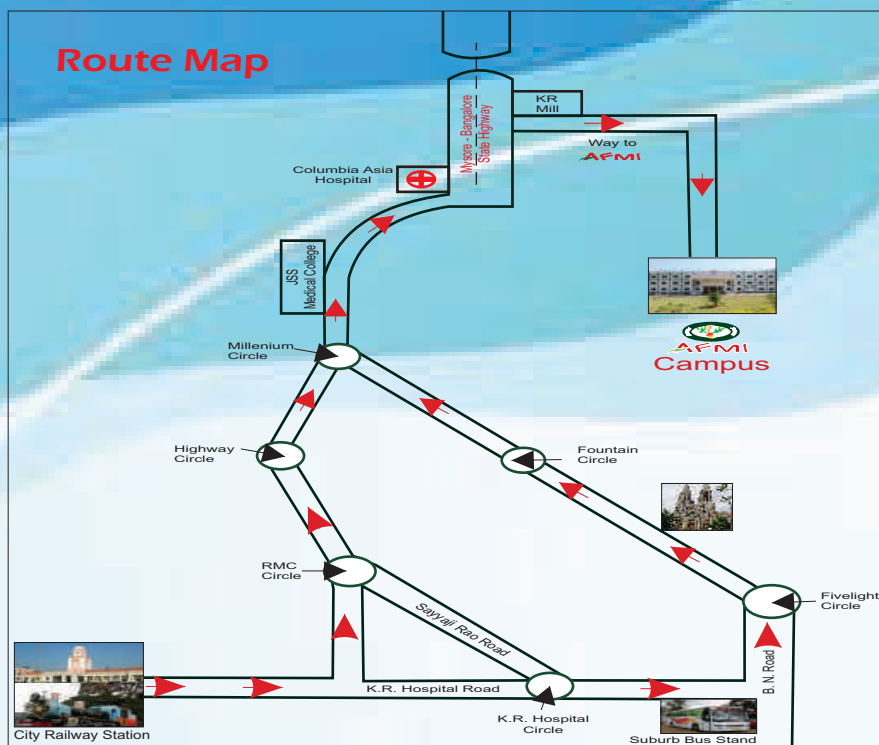 Route Map
KR
Mill
Mysore - Bangalore
State Highway
Way to
AFMI
Columbia Asia
Hospital
JSS
Medical College
AFMI
Campus
Millenium
Circle
Highway
Circle
Fountain
Circle
RMC
Circle
Fivelight
Circle
Sayyaji Rao Road
B. N. Road
K.R. Hospital Road
K.R. Hospital
Circle
City Railway Station
Suburb Bus Stand